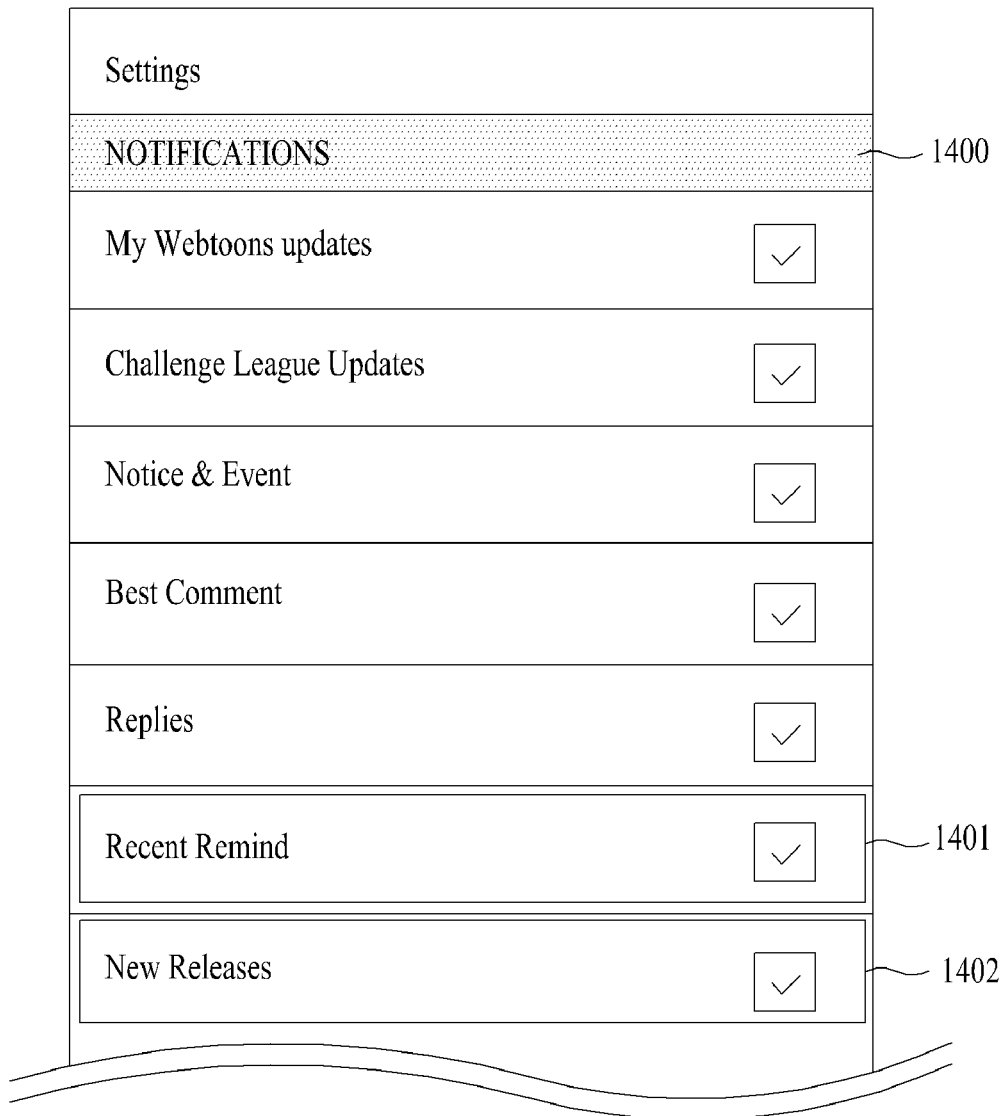 Settings
NOTIFICATIONS
1400
My Webtoons updates
Challenge League Updates
Notice & Event
Best Comment
Replies
Recent Remind
1401
New Releases
1402